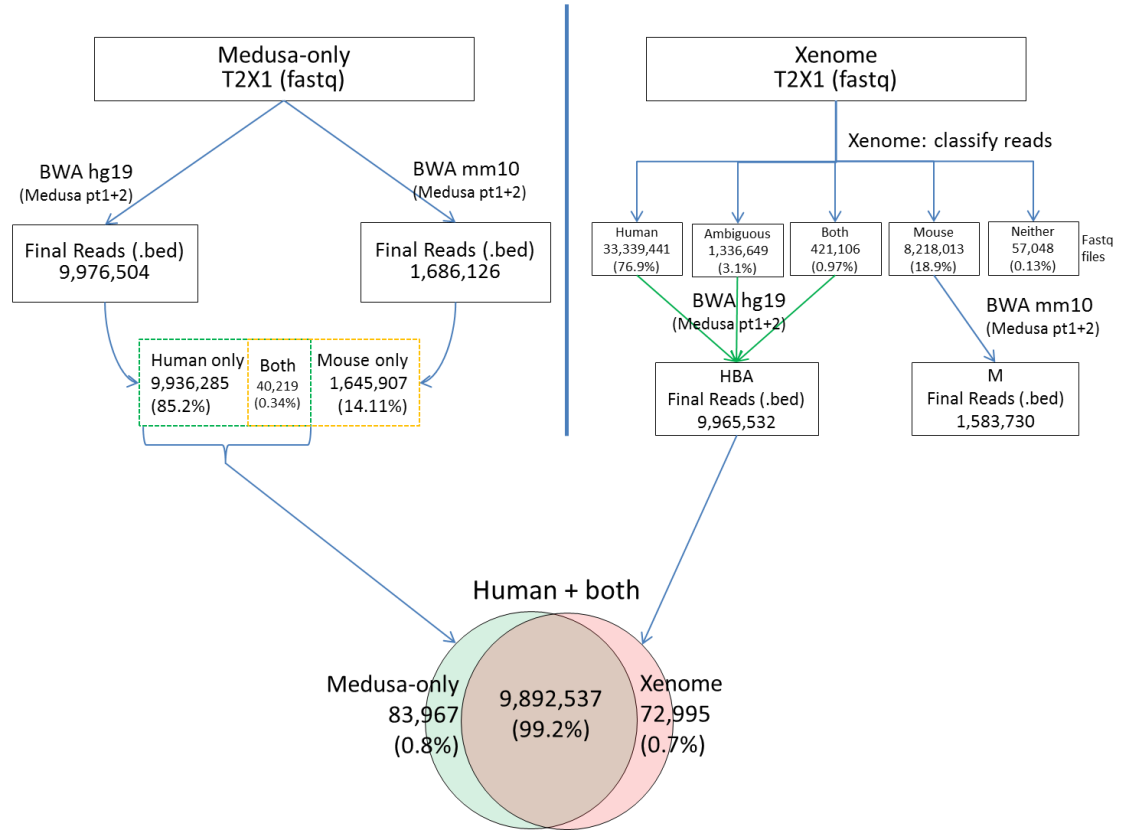 Medusa-only
T2X1 (fastq)
BWA hg19
(Medusa pt1+2)
BWA mm10
(Medusa pt1+2)
Final Reads (.bed)
9,976,504
Final Reads (.bed)
1,686,126
Human only
9,936,285
(85.2%)
Both
40,219
(0.34%)
Mouse only
1,645,907
(14.11%)
Xenome
T2X1 (fastq)
Xenome: classify reads
Human
33,339,441
(76.9%)
Ambiguous
1,336,649
(3.1%)
Both
421,106
(0.97%)
Mouse
8,218,013
(18.9%)
Neither
57,048
(0.13%)
Fastq
files
BWA hg19
(Medusa pt1+2)
BWA mm10
(Medusa pt1+2)
HBA
Final Reads (.bed)
9,965,532
M
Final Reads (.bed)
1,583,730
Human + both
Medusa-only
83,967
(0.8%)
9,892,537
(99.2%)
Xenome
72,995
(0.7%)